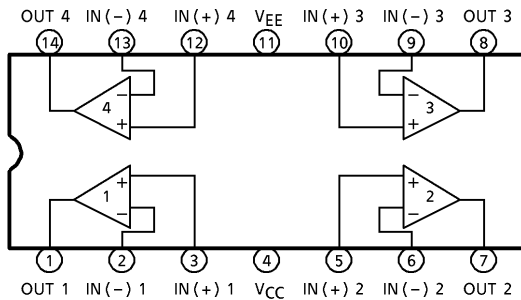 OUT 4 IN(−)4 IN(+)4 VEE IN(+)3 IN(−)3 OUT 3
14 13 12 11 10 9 8
− −
4 3
+ +
+ +
1 2
− −
1 2 3 4 5 6 7
OUT 1 IN(−)1 IN(+)1 VCC IN(+)2 IN(−)2 OUT 2